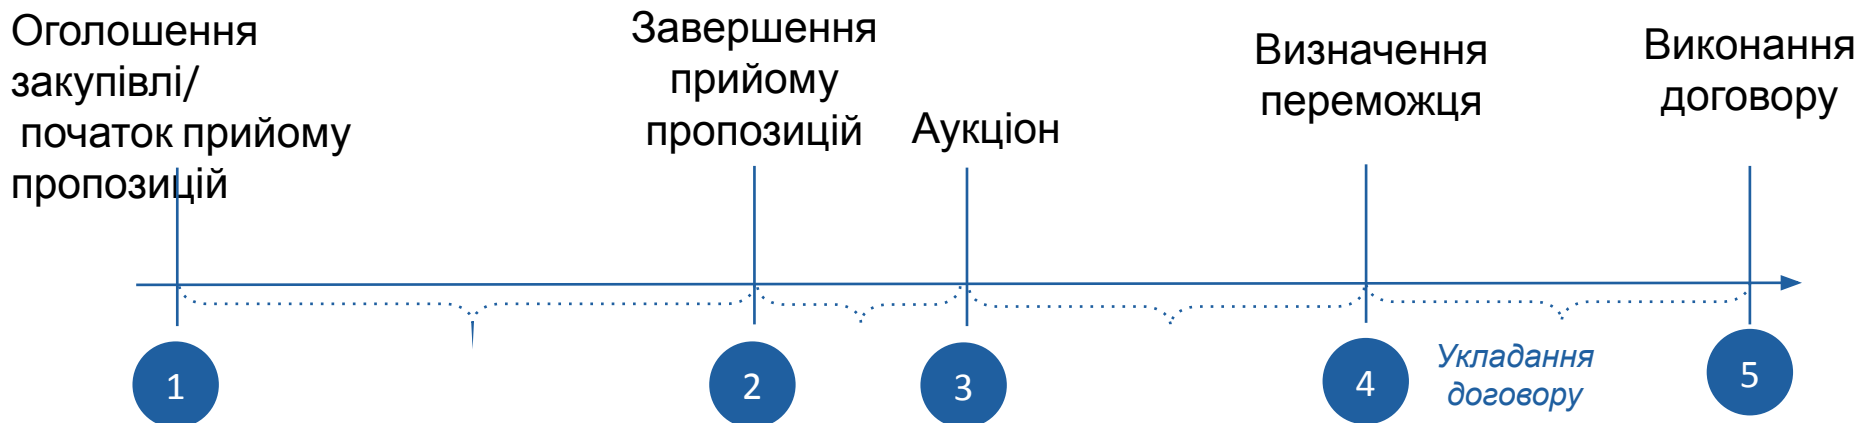 Оголошення
закупівлі/
початок прийому
пропозицій
Завершення
прийому
пропозицій
Аукціон
Визначення
переможця
Виконання
договору
1
2
3
4
Укладання
договору
5